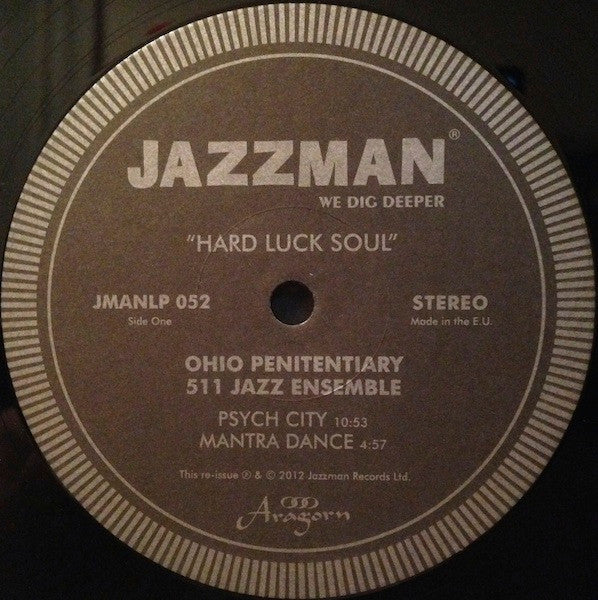 JAZZMAN®
WE DIG DEEPER
"HARD LUCK SOUL"
JMANLP 052
Side One
STEREO
Made in the E.U.
OHIO PENITENTIARY
511 JAZZ ENSEMBLE
PSYCH CITY 10:53
MANTRA DANCE 4:57
This re-issue ℗ & © 2012 Jazzman Records Ltd.
Aragorn